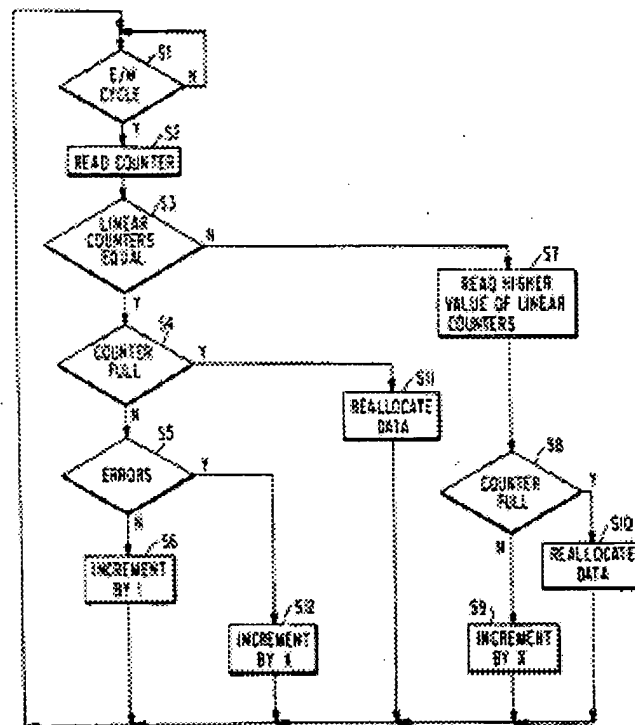 S1
E/W
CYCLE
N
Y
S2
READ COUNTER
S3
LINEAR
COUNTERS
EQUAL
N
Y
S7
READ HIGHER
VALUE OF LINEAR
COUNTERS
S4
COUNTER
FULL
Y
N
S11
REALLOCATE
DATA
S5
ERRORS
Y
N
S8
COUNTER
FULL
Y
N
S10
REALLOCATE
DATA
S6
INCREMENT
BY 1
S12
INCREMENT
BY
S9
INCREMENT
BY